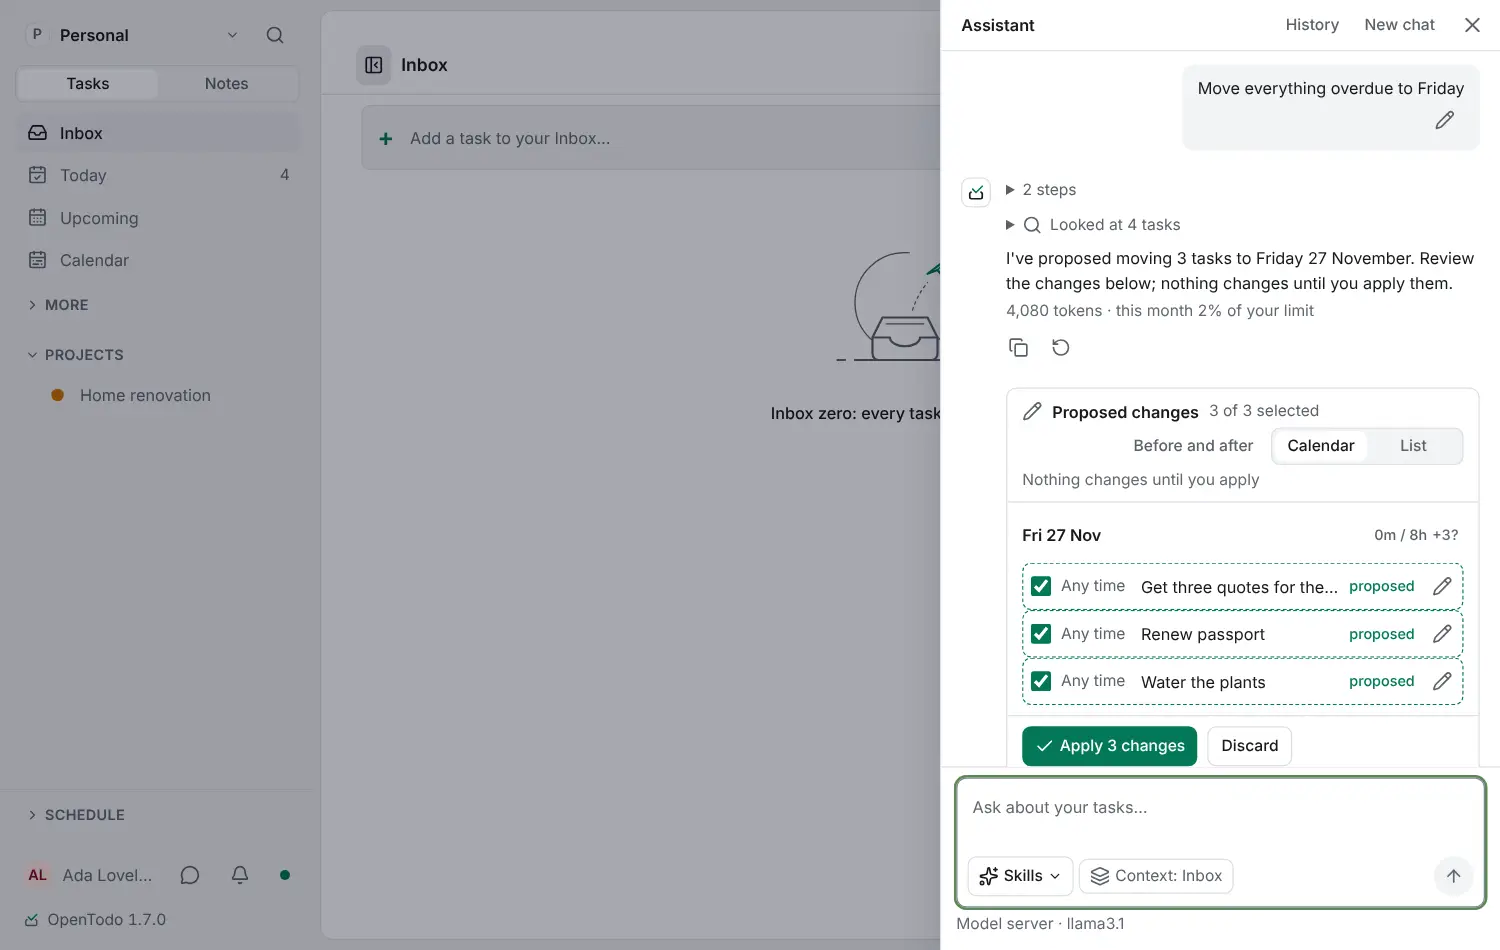 P Personal
Tasks Notes
Inbox
Today 4
Upcoming
Calendar
MORE
PROJECTS
Home renovation
SCHEDULE
AL Ada Lovel...
OpenTodo 1.7.0
Inbox
Add a task to your Inbox...
Inbox zero: every task
Assistant History New chat
Move everything overdue to Friday
2 steps
Looked at 4 tasks
I've proposed moving 3 tasks to Friday 27 November. Review
the changes below; nothing changes until you apply them.
4,080 tokens · this month 2% of your limit
Proposed changes 3 of 3 selected
Before and after Calendar List
Nothing changes until you apply
Fri 27 Nov 0m / 8h +3?
Any time Get three quotes for the... proposed
Any time Renew passport proposed
Any time Water the plants proposed
Apply 3 changes Discard
Ask about your tasks...
Skills Context: Inbox
Model server · llama3.1